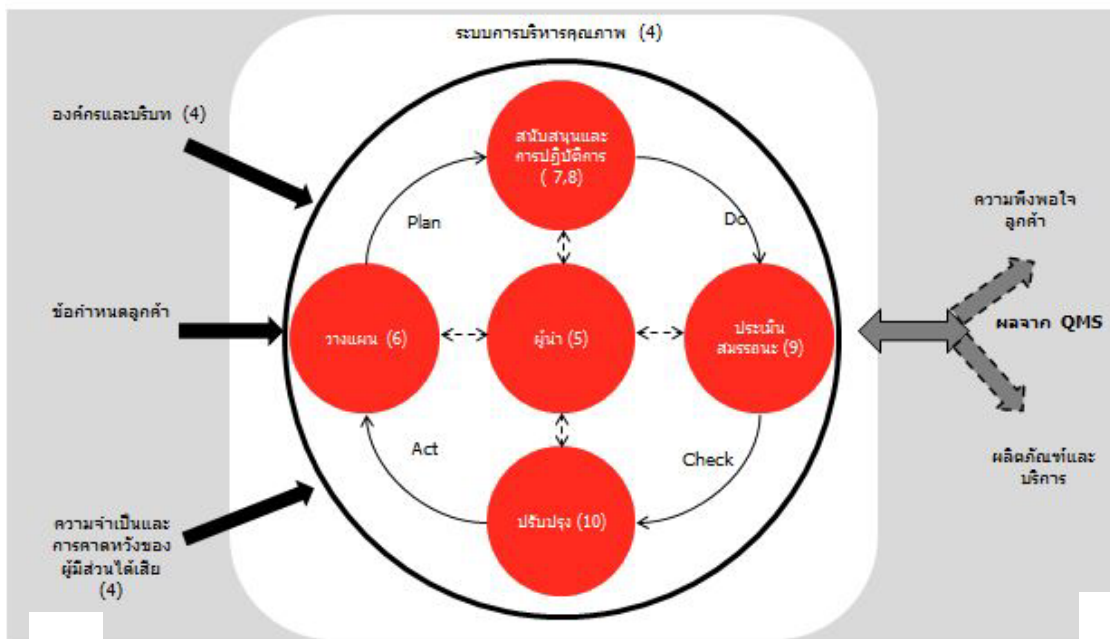 ระบบการบริหารคุณภาพ (4)
องค์กรและบริบท (4)
สนับสนุนและ
การปฏิบัติการ
( 7,8)
ความพึงพอใจ
ลูกค้า
Plan
Do
ข้อกำหนดลูกค้า
วางแผน (6)
ผู้นำ (5)
ประเมิน
สมรรถนะ (9)
ผลจาก QMS
Act
Check
ผลิตภัณฑ์และ
บริการ
ปรับปรุง (10)
ความจำเป็นและ
การคาดหวังของ
ผู้มีส่วนได้เสีย
(4)